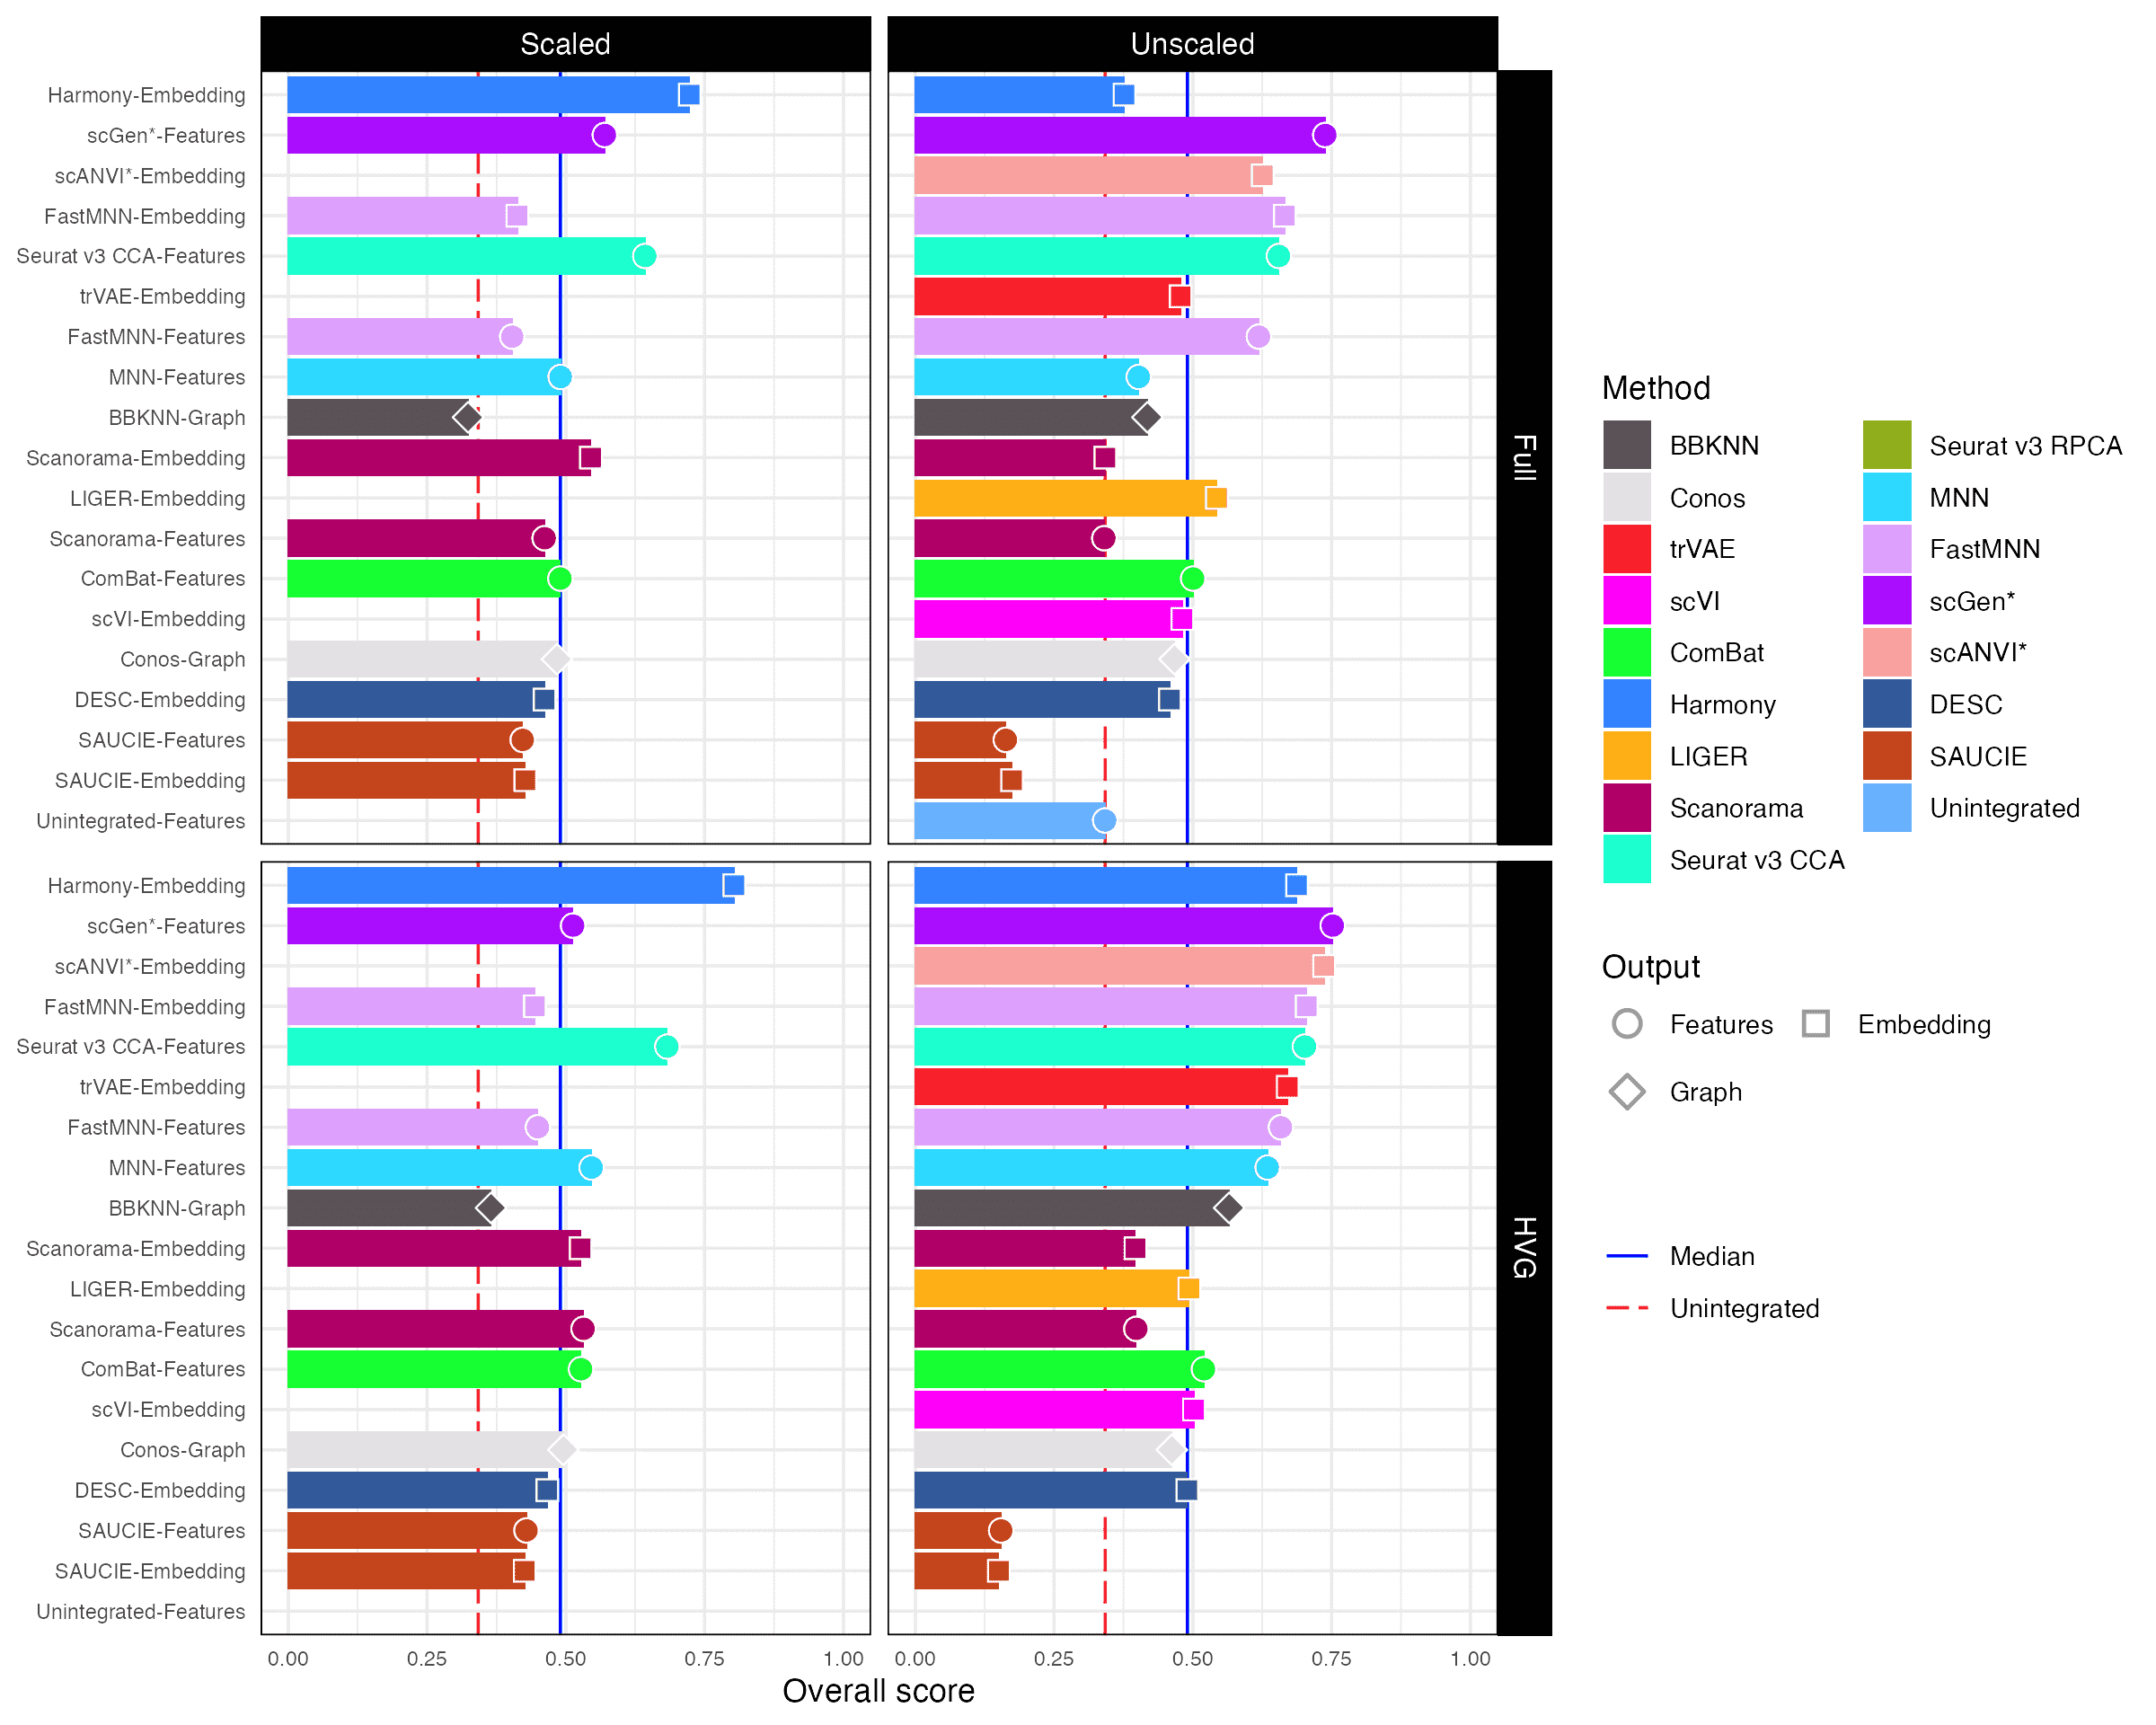 Scaled
Unscaled
Harmony-Embedding
scGen*-Features
scANVI*-Embedding
FastMNN-Embedding
Seurat v3 CCA-Features
trVAE-Embedding
FastMNN-Features
MNN-Features
BBKNN-Graph
Scanorama-Embedding
LIGER-Embedding
Scanorama-Features
ComBat-Features
scVI-Embedding
Conos-Graph
DESC-Embedding
SAUCIE-Features
SAUCIE-Embedding
Unintegrated-Features
Full
Harmony-Embedding
scGen*-Features
scANVI*-Embedding
FastMNN-Embedding
Seurat v3 CCA-Features
trVAE-Embedding
FastMNN-Features
MNN-Features
BBKNN-Graph
Scanorama-Embedding
LIGER-Embedding
Scanorama-Features
ComBat-Features
scVI-Embedding
Conos-Graph
DESC-Embedding
SAUCIE-Features
SAUCIE-Embedding
Unintegrated-Features
HVG
0.00 0.25 0.50 0.75 1.00
0.00 0.25 0.50 0.75 1.00
Overall score
Method
BBKNN
Conos
trVAE
scVI
ComBat
Harmony
LIGER
Scanorama
Seurat v3 CCA
Seurat v3 RPCA
MNN
FastMNN
scGen*
scANVI*
DESC
SAUCIE
Unintegrated
Output
Features
Embedding
Graph
Median
Unintegrated